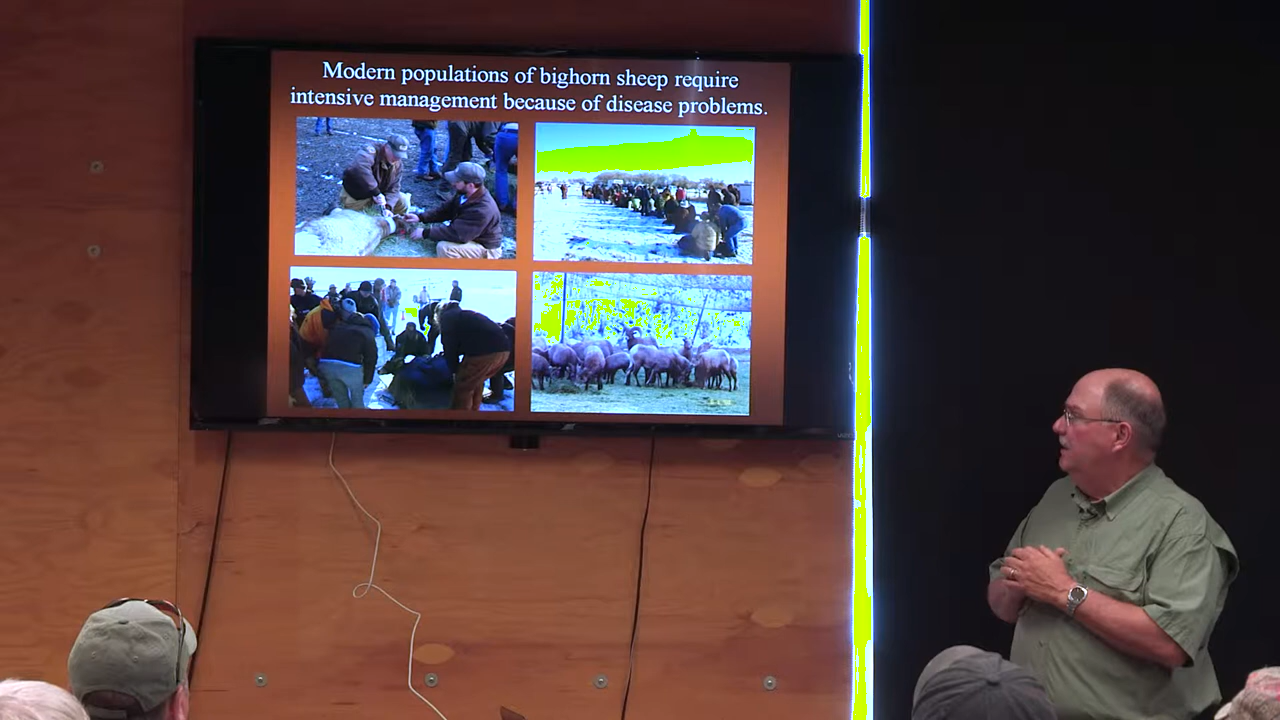 Modern populations of bighorn sheep require
intensive management because of disease problems.